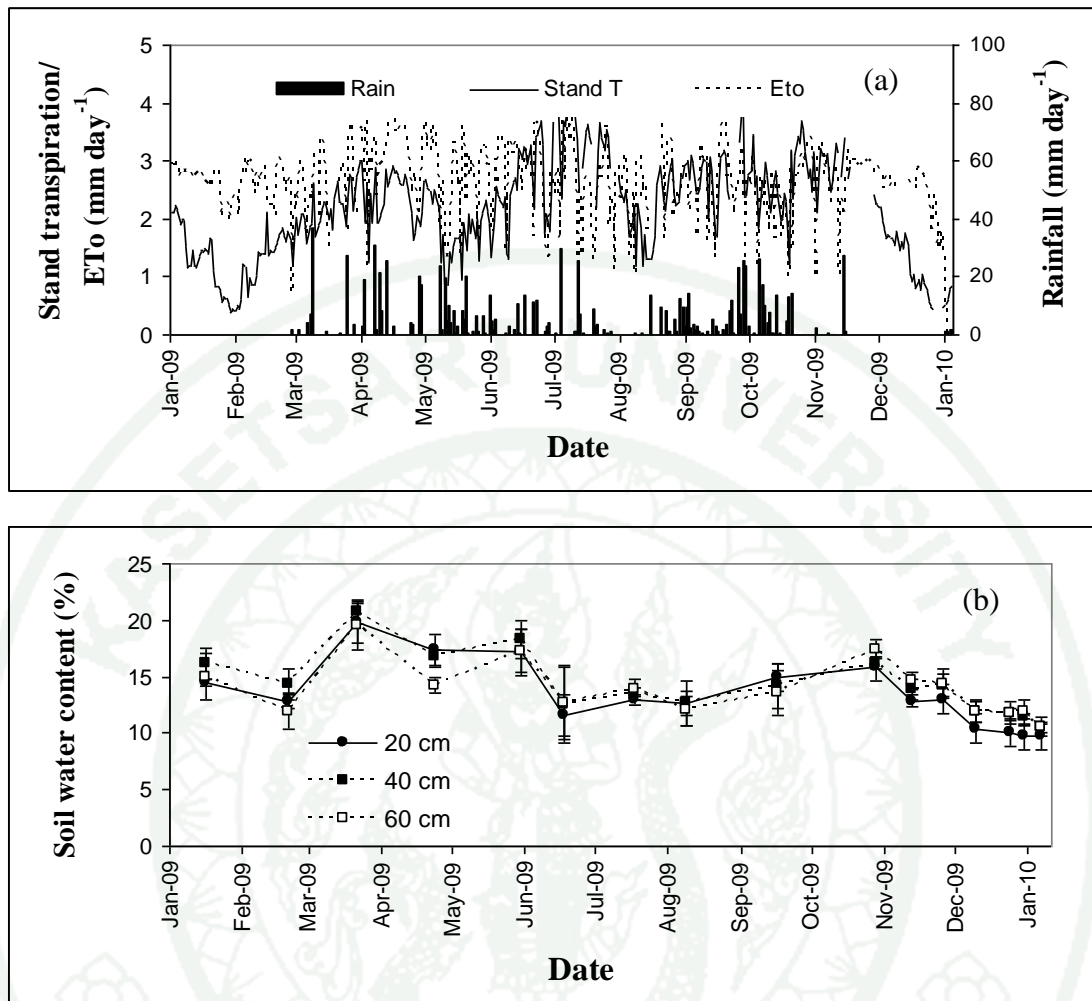 (a)
Rain Stand T Eto
Stand transpiration/
ETo (mm day-1)
5
4
3
2
1
0
Rainfall (mm day-1)
100
80
60
40
20
0
Jan-09 Feb-09 Mar-09 Apr-09 May-09 Jun-09 Jul-09 Aug-09 Sep-09 Oct-09 Nov-09 Dec-09 Jan-10
Date
KASETSART UNIVERSITY
(b)
Soil water content (%)
25
20
15
10
5
0
20 cm
40 cm
60 cm
Jan-09 Feb-09 Mar-09 Apr-09 May-09 Jun-09 Jul-09 Aug-09 Sep-09 Oct-09 Nov-09 Dec-09 Jan-10
Date